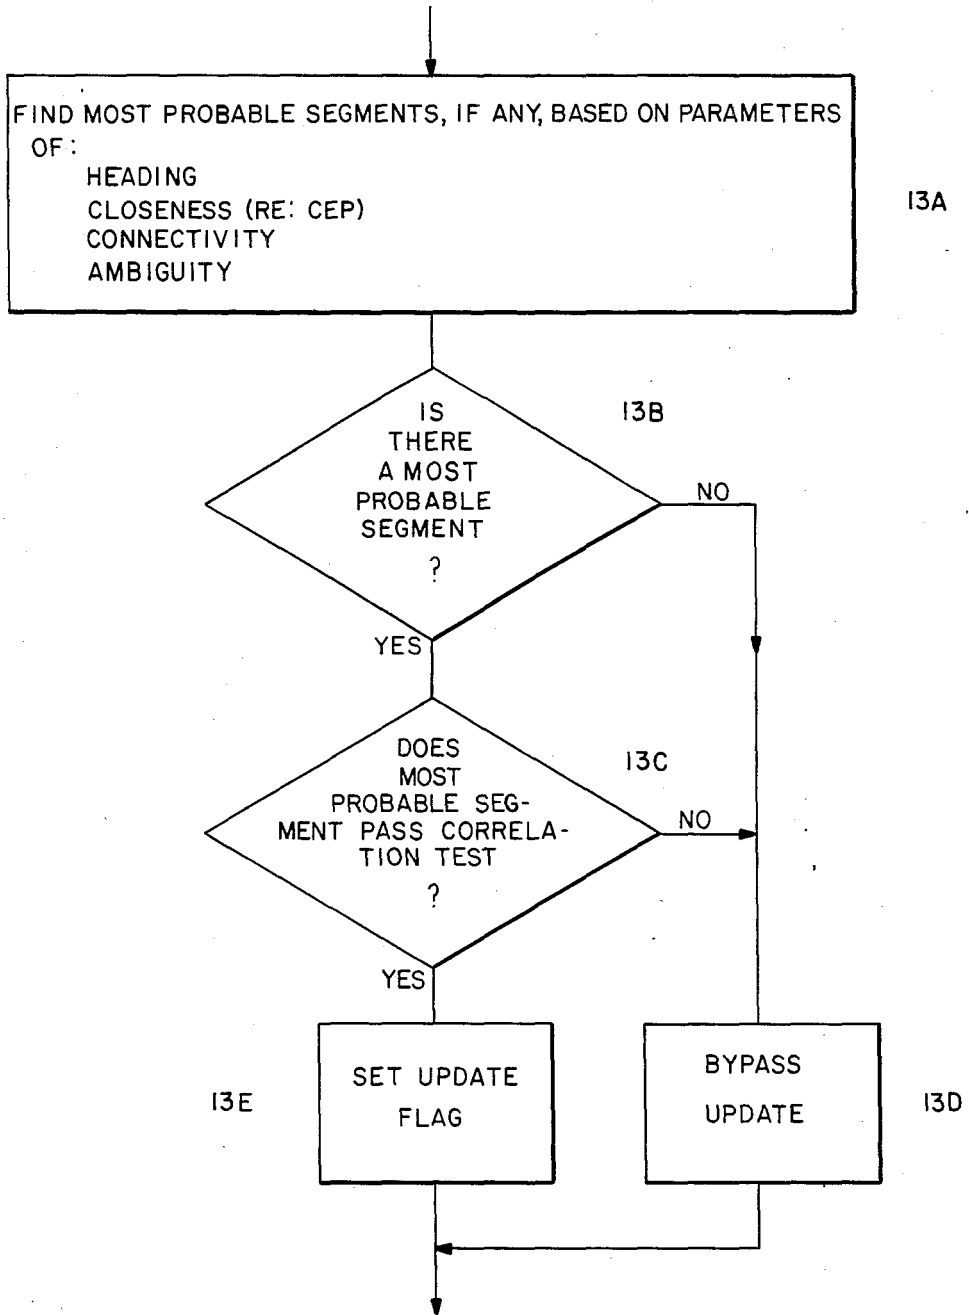 FIND MOST PROBABLE SEGMENTS, IF ANY, BASED ON PARAMETERS
OF:
HEADING
CLOSENESS (RE: CEP)
CONNECTIVITY
AMBIGUITY
13A
IS
THERE
A MOST
PROBABLE
SEGMENT
?
13B
NO
YES
DOES
MOST
PROBABLE SEG-
MENT PASS CORRELA-
TION TEST
?
13C
NO
YES
SET UPDATE
FLAG
13E
BYPASS
UPDATE
13D